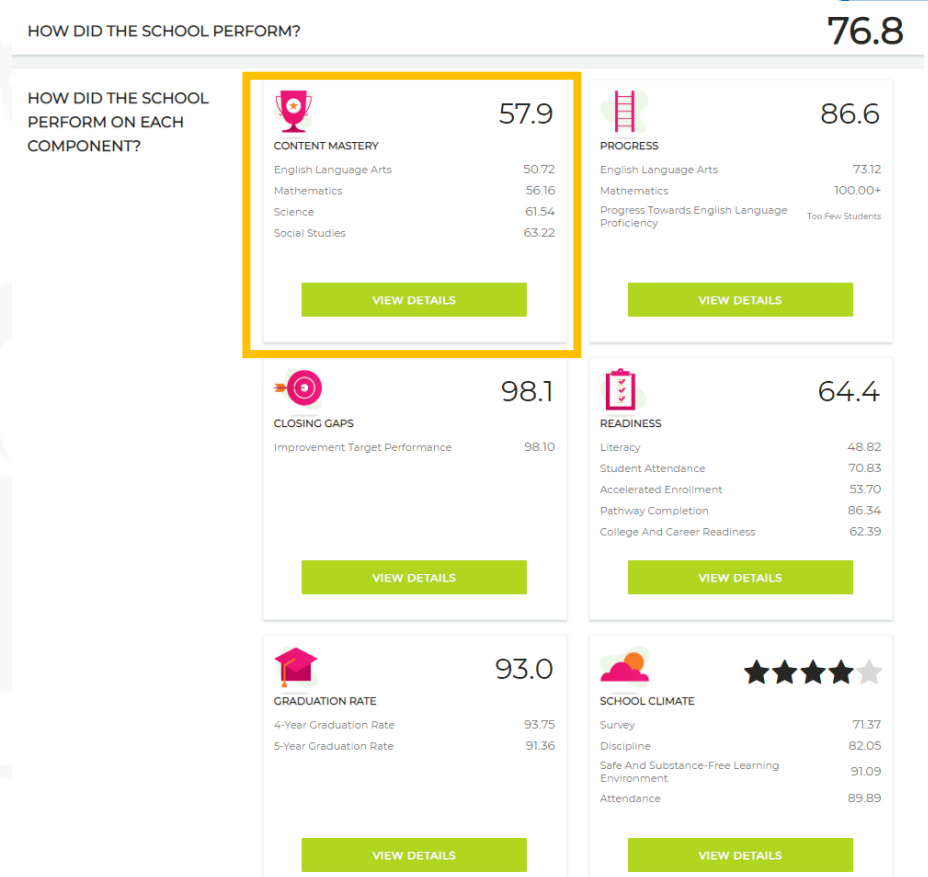 HOW DID THE SCHOOL PERFORM?
76.8
HOW DID THE SCHOOL
PERFORM ON EACH
COMPONENT?
57.9
CONTENT MASTERY
English Language Arts 50.72
Mathematics 56.16
Science 61.54
Social Studies 63.22
VIEW DETAILS
86.6
PROGRESS
English Language Arts 73.12
Mathematics 100.00+
Progress Towards English Language
Proficiency Too Few Students
VIEW DETAILS
98.1
CLOSING GAPS
Improvement Target Performance 98.10
VIEW DETAILS
64.4
READINESS
Literacy 48.82
Student Attendance 70.83
Accelerated Enrollment 53.70
Pathway Completion 86.34
College And Career Readiness 62.39
VIEW DETAILS
93.0
GRADUATION RATE
4-Year Graduation Rate 93.75
5-Year Graduation Rate 91.36
VIEW DETAILS
SCHOOL CLIMATE
Survey 71.37
Discipline 82.05
Safe And Substance-Free Learning
Environment 91.09
Attendance 89.89
VIEW DETAILS